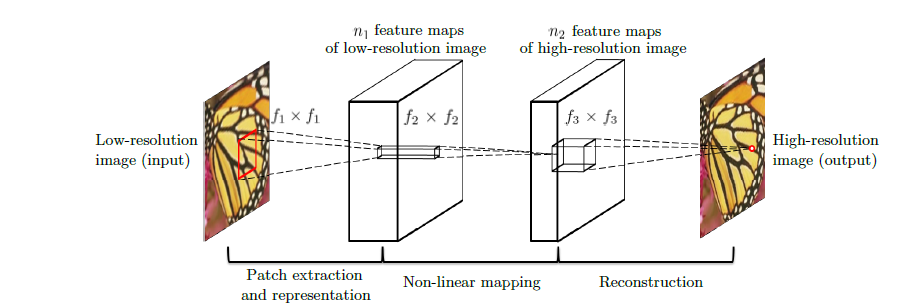 n₁ feature maps
of low-resolution image
n₂ feature maps
of high-resolution image
f₁ × f₁
f₂ × f₂
f₃ × f₃
Low-resolution
image (input)
High-resolution
image (output)
Patch extraction
and representation
Non-linear mapping
Reconstruction